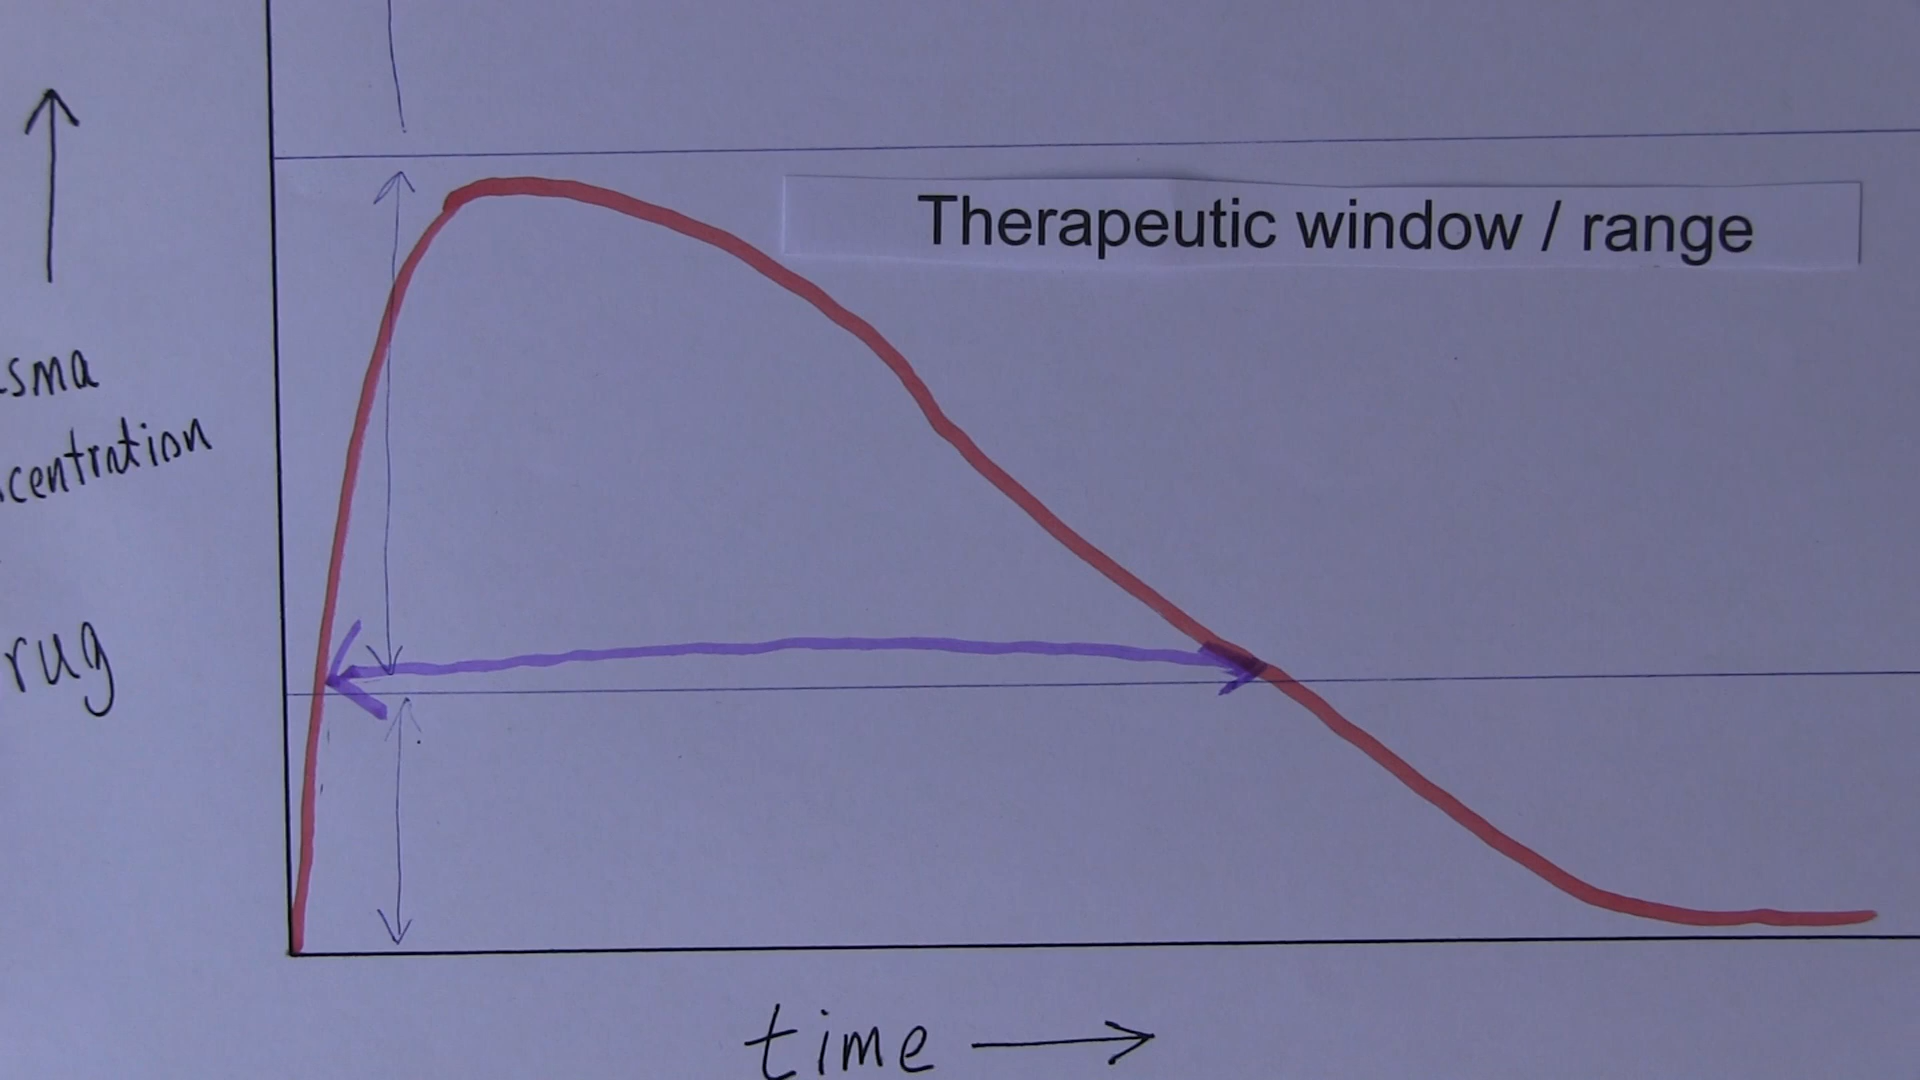 Therapeutic window / range
sma
centration
rug
time